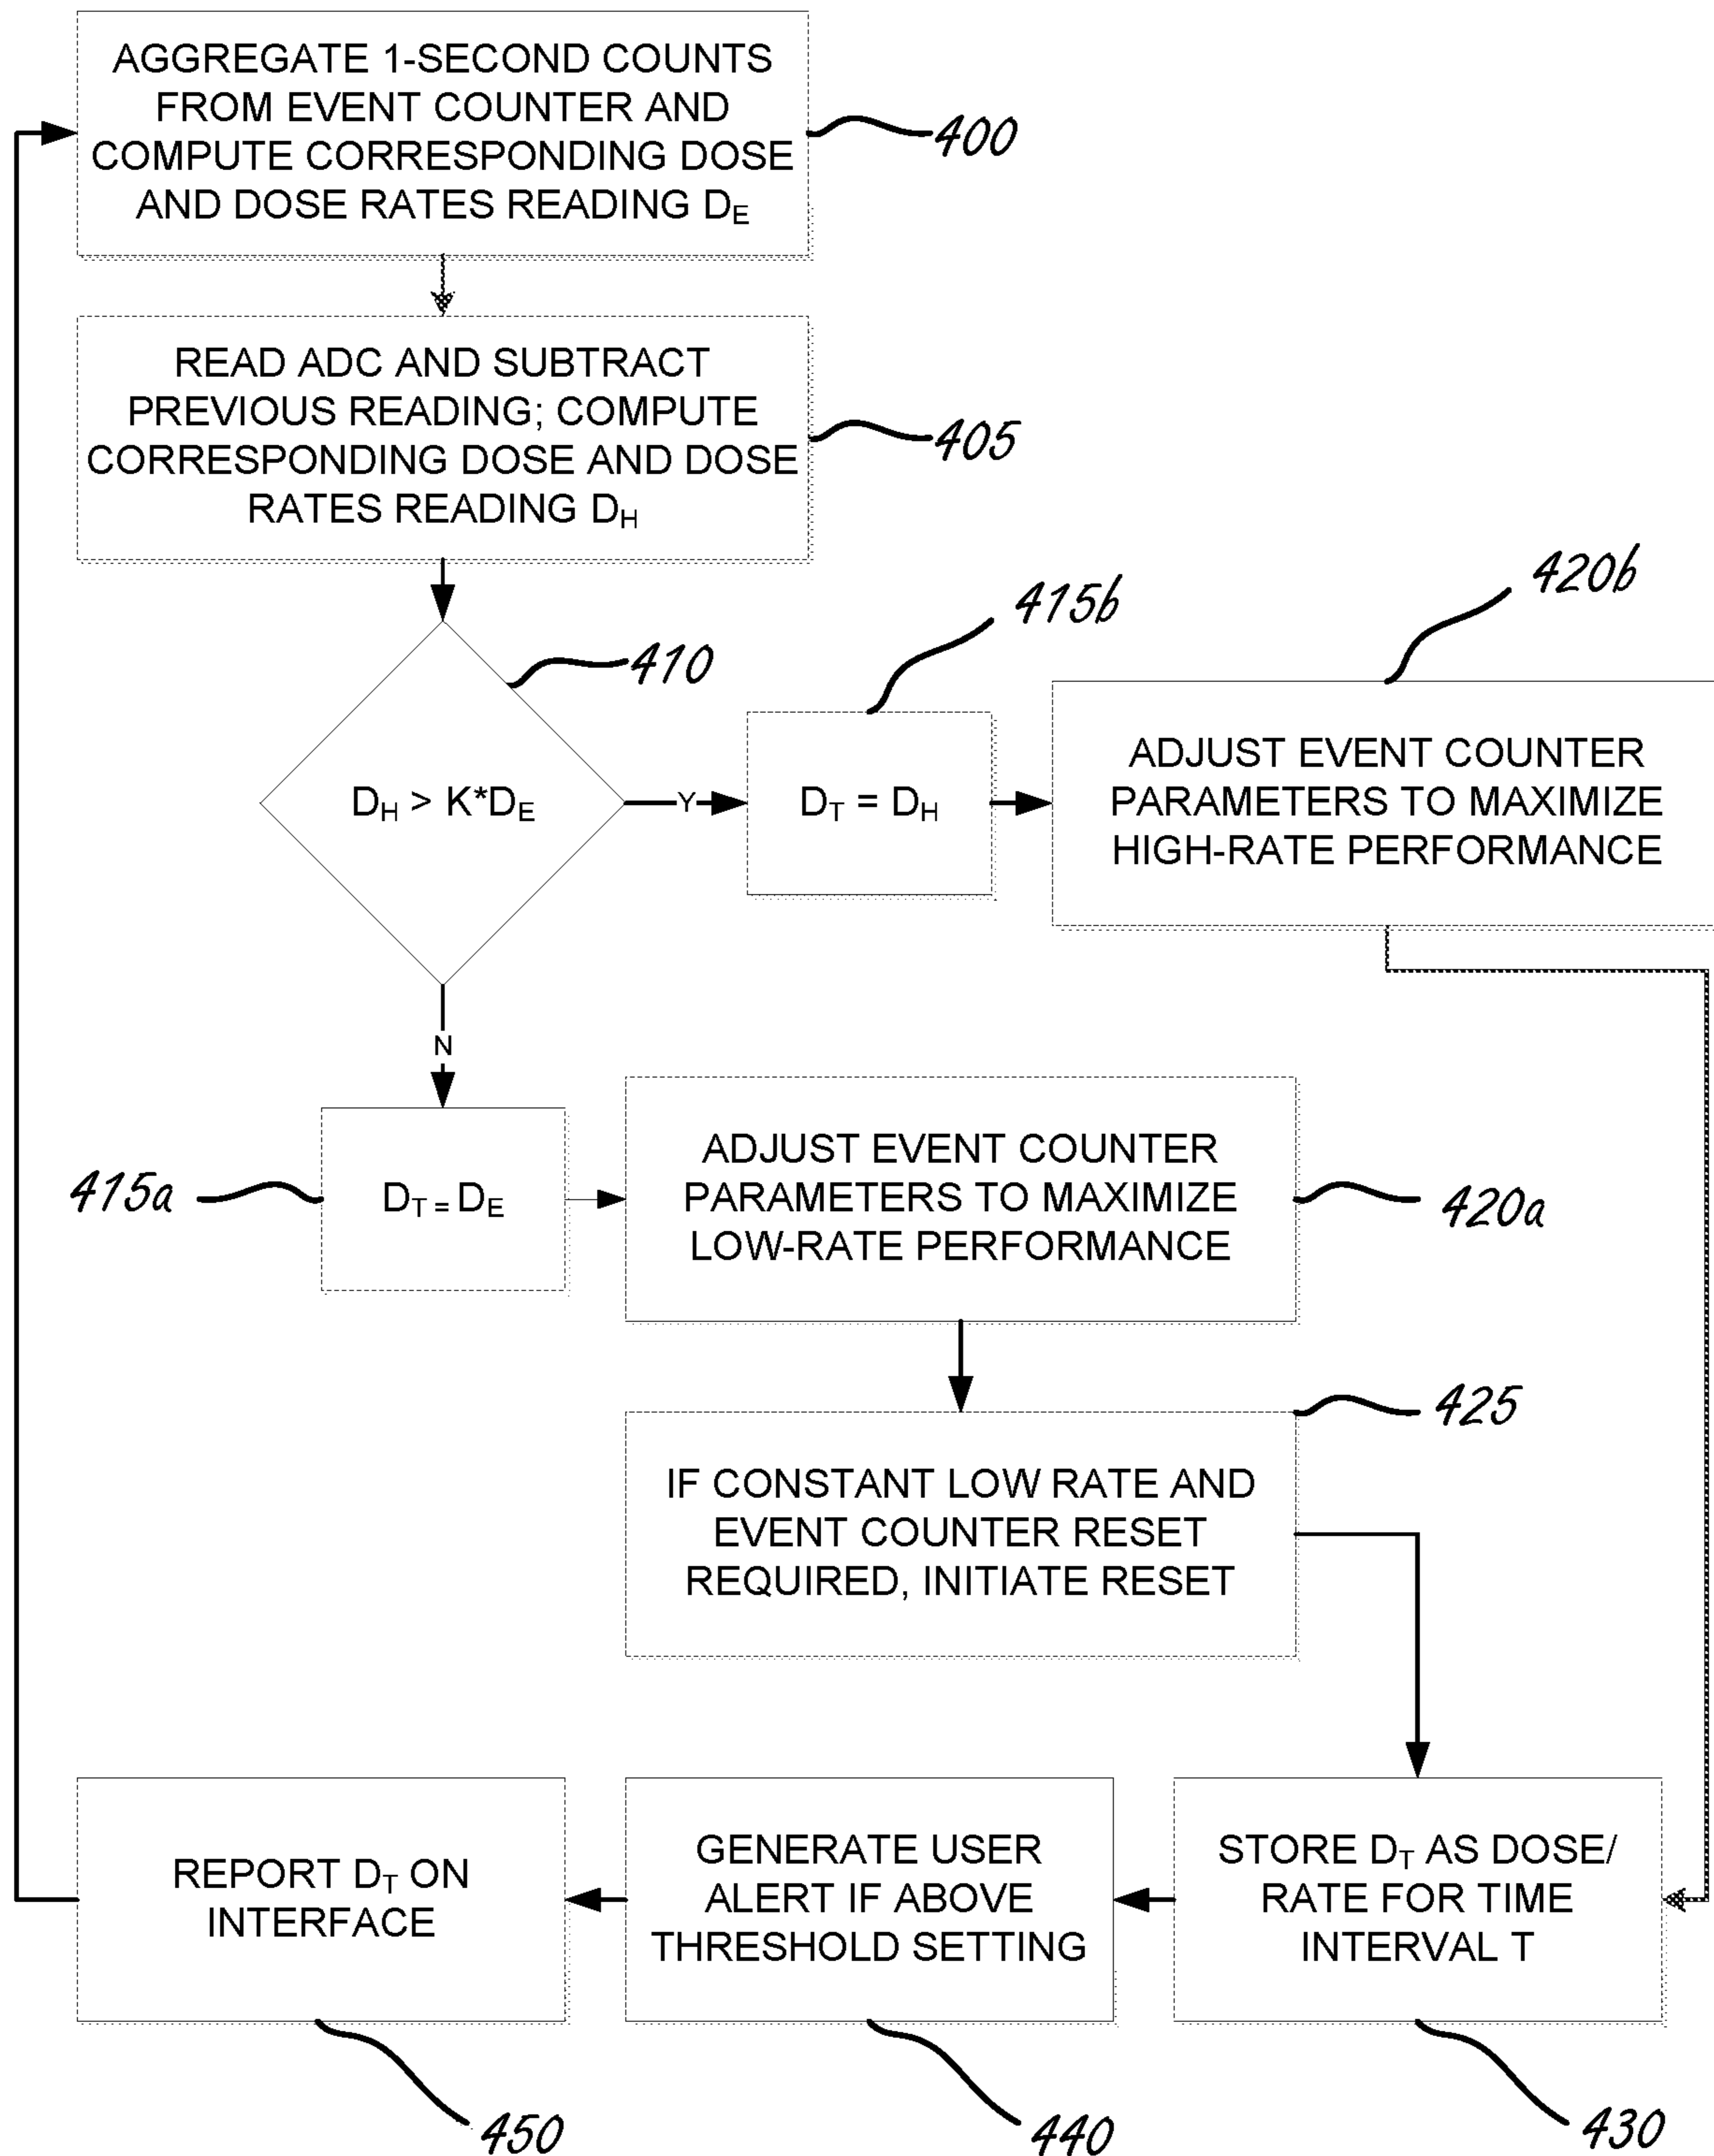 AGGREGATE 1-SECOND COUNTS
FROM EVENT COUNTER AND
COMPUTE CORRESPONDING DOSE
AND DOSE RATES READING DE
400
READ ADC AND SUBTRACT
PREVIOUS READING; COMPUTE
CORRESPONDING DOSE AND DOSE
RATES READING DH
405
410
DH > K*DE
Y
415b
DT = DH
420b
ADJUST EVENT COUNTER
PARAMETERS TO MAXIMIZE
HIGH-RATE PERFORMANCE
N
415a
DT = DE
ADJUST EVENT COUNTER
PARAMETERS TO MAXIMIZE
LOW-RATE PERFORMANCE
420a
425
IF CONSTANT LOW RATE AND
EVENT COUNTER RESET
REQUIRED, INITIATE RESET
STORE DT AS DOSE/
RATE FOR TIME
INTERVAL T
430
GENERATE USER
ALERT IF ABOVE
THRESHOLD SETTING
440
REPORT DT ON
INTERFACE
450